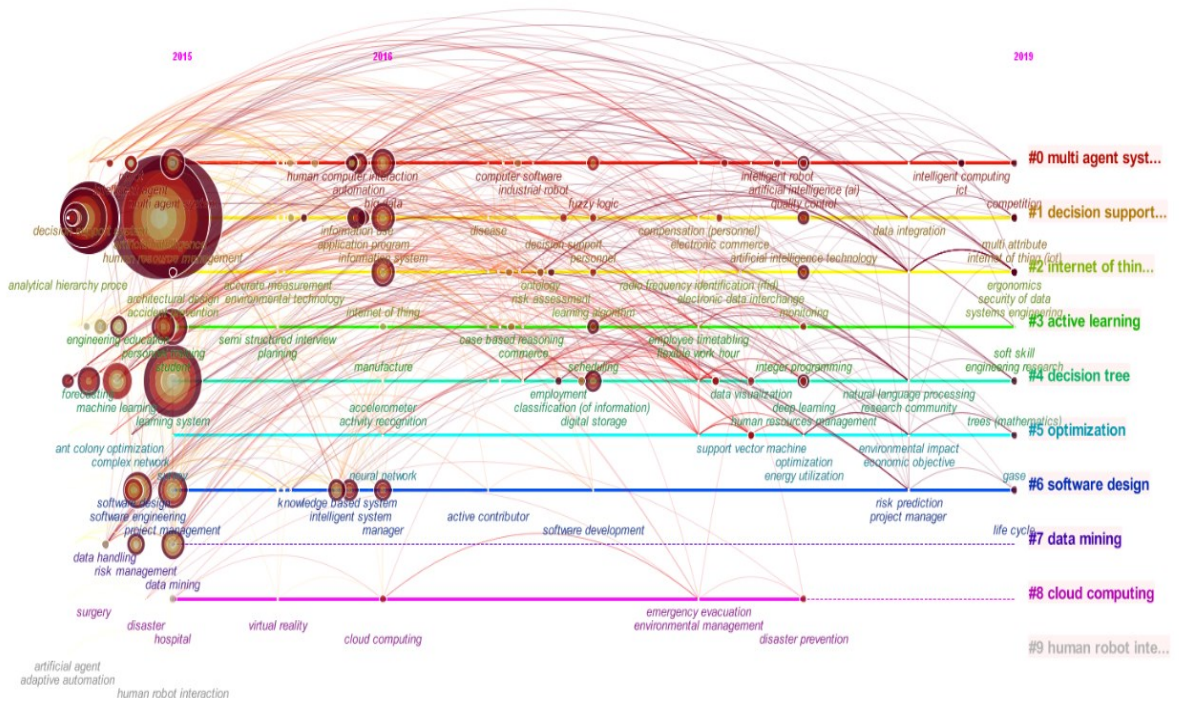 2015 2016 2019
#0 multi agent syst...
human computer interaction computer software intelligent robot intelligent computing
automation industrial robot artificial intelligence (ai) ict
multi agent system big data fuzzy logic quality control competition
#1 decision support...
information use disease compensation (personnel) data integration
application program decision support electronic commerce multi attribute
human resource management information system personnel artificial intelligence technology internet of thing (iot)
#2 internet of thin...
analytical hierarchy proce accurate measurement ontology radio frequency identification (rfid) ergonomics
architectural design environmental technology risk assessment electronic data interchange security of data
accident prevention internet of thing learning algorithm monitoring systems engineering
#3 active learning
engineering education semi structured interview case based reasoning employee timetabling
personnel training planning commerce flexible work hour soft skill
student manufacture scheduling integer programming engineering research
#4 decision tree
forecasting employment data visualization natural language processing
machine learning accelerometer classification (of information) deep learning research community
learning system activity recognition digital storage human resources management trees (mathematics)
#5 optimization
ant colony optimization support vector machine environmental impact
complex network optimization economic objective
surgery neural network energy utilization gase
#6 software design
software design knowledge based system risk prediction
software engineering intelligent system active contributor project manager
project management manager software development life cycle
#7 data mining
data handling
risk management
data mining
#8 cloud computing
surgery emergency evacuation
disaster virtual reality environmental management
hospital cloud computing disaster prevention
#9 human robot inte...
artificial agent
adaptive automation
human robot interaction